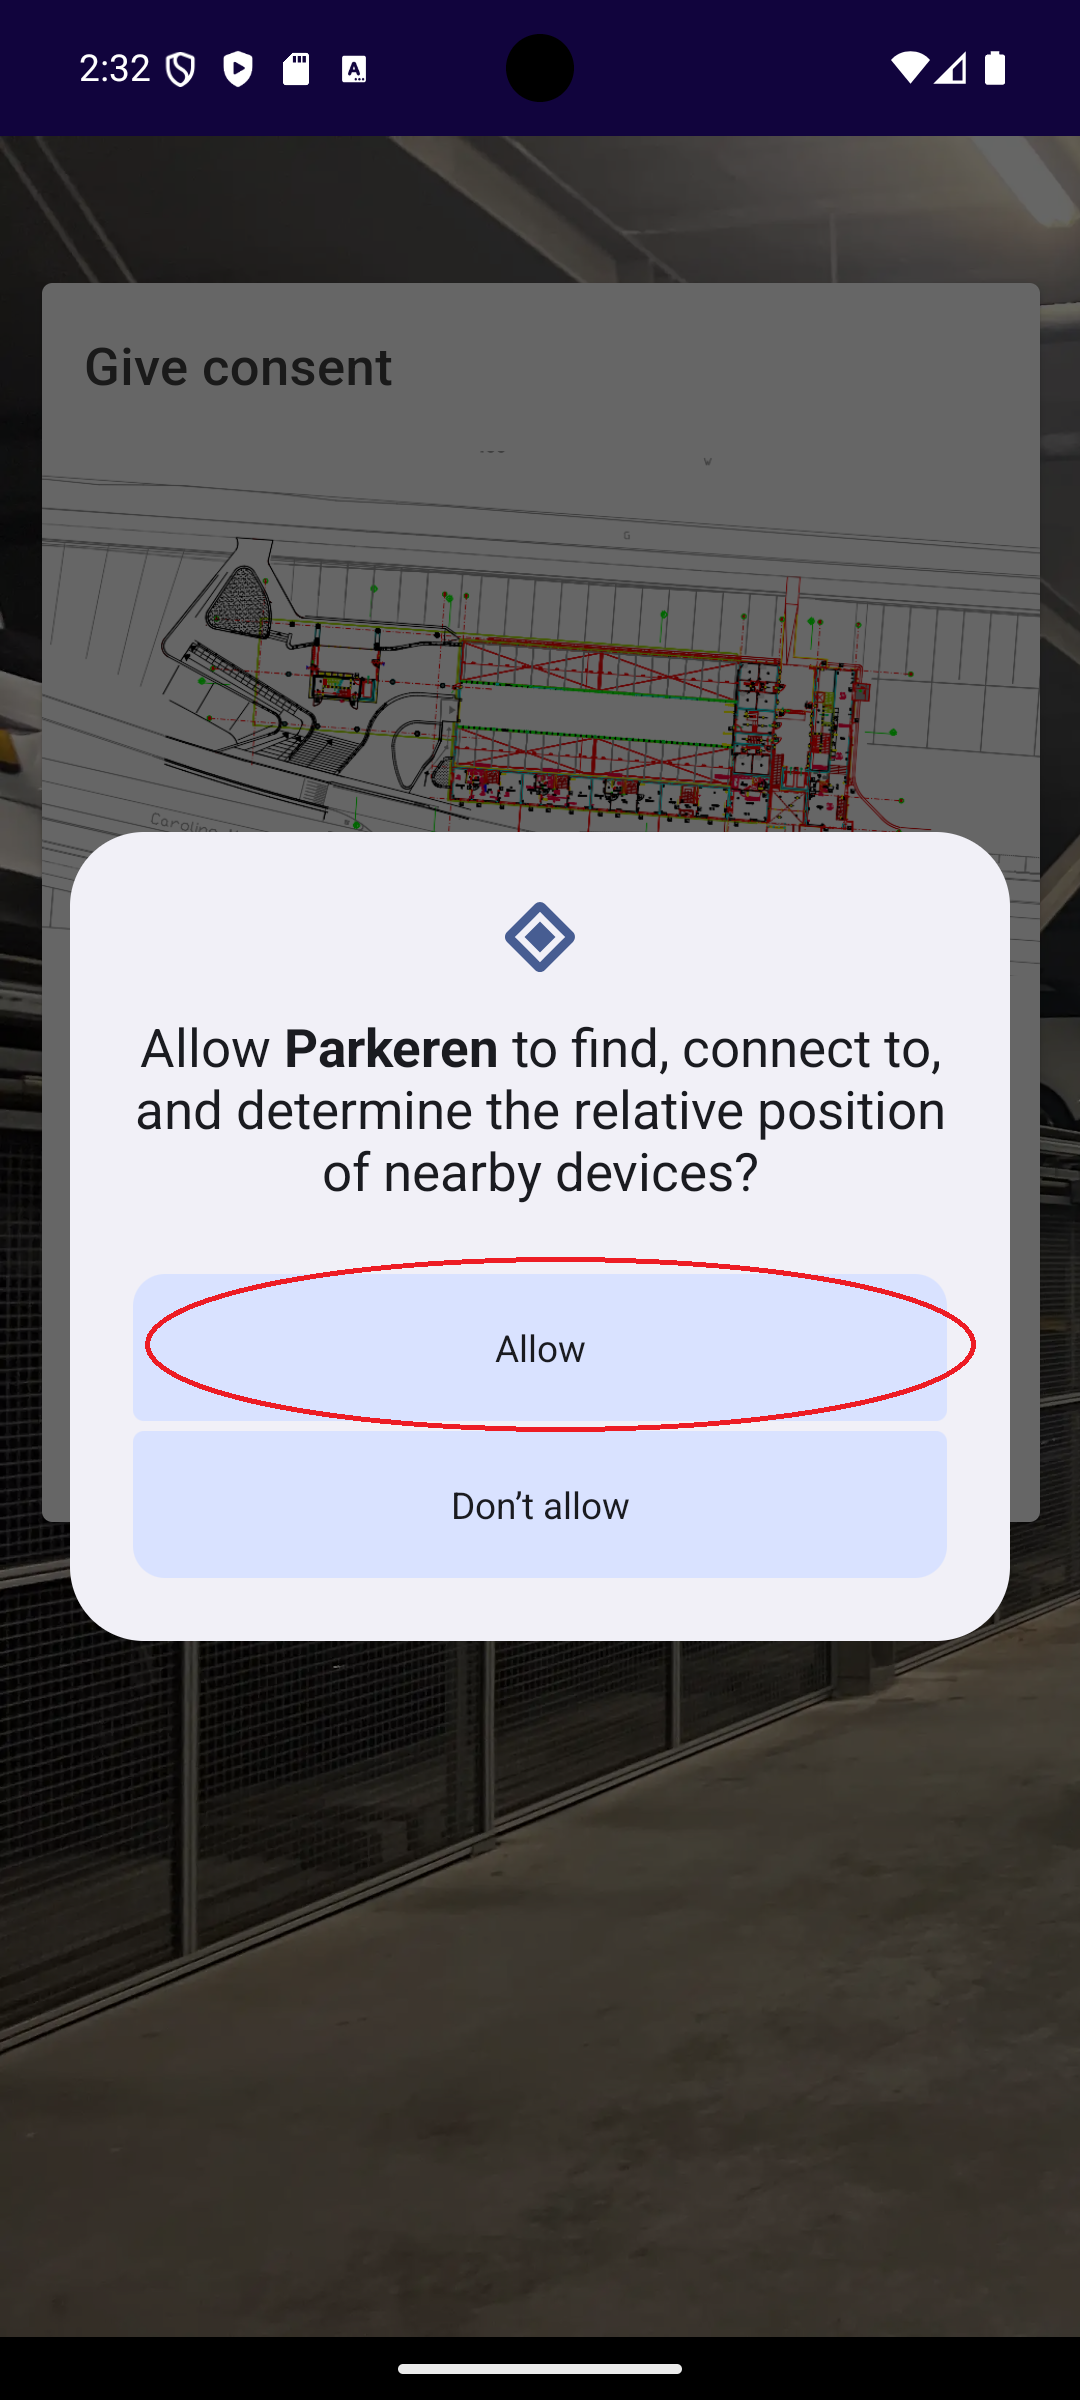 2:32
Give consent
G
Allow Parkeren to find, connect to,
and determine the relative position
of nearby devices?
Allow
Don’t allow